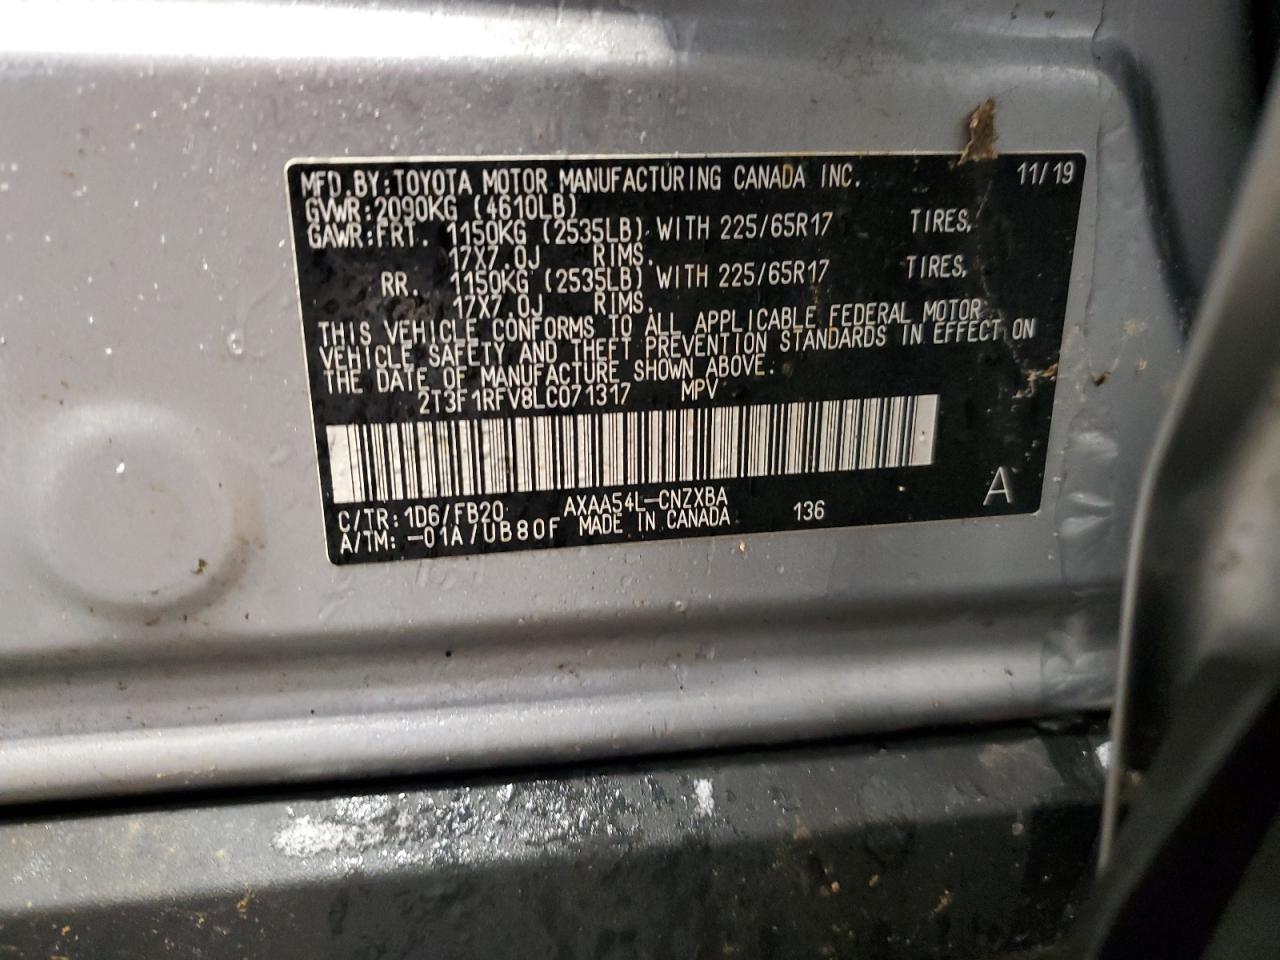 MFD.BY:TOYOTA MOTOR MANUFACTURING CANADA INC. 11/19
GVWR:2090KG (4610LB)
GAWR:FRT. 1150KG (2535LB) WITH 225/65R17 TIRES,
17X7.0J RIMS.
RR. 1150KG (2535LB) WITH 225/65R17 TIRES,
17X7.0J RIMS.
THIS VEHICLE CONFORMS TO ALL APPLICABLE FEDERAL MOTOR
VEHICLE SAFETY AND THEFT PREVENTION STANDARDS IN EFFECT ON
THE DATE OF MANUFACTURE SHOWN ABOVE.
2T3F1RFV8LC071317 MPV
C/TR:1D6/FB20 AXAA54L-CNZXBA 136 A
A/TM:-01A/UB80F MADE IN CANADA